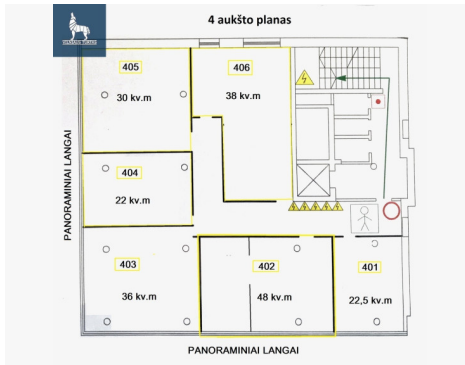 4 aukšto planas
405
30 kv.m
406
38 kv.m
404
22 kv.m
403
36 kv.m
402
48 kv.m
401
22,5 kv.m
PANORAMINIAI LANGAI
PANORAMINIAI LANGAI